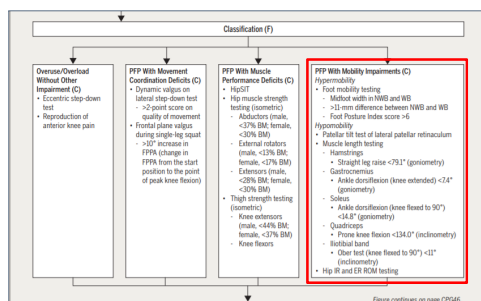 Classification (F)
Overuse/Overload
Without Other
Impairment (C)
• Eccentric step-down
test
• Reproduction of
anterior knee pain
PFP With Movement
Coordination Deficits (C)
• Dynamic valgus on
lateral step-down test
- >2-point score on
quality of movement
• Frontal plane valgus
during single-leg squat
- >10° increase in
FPPA (change in
FPPA from the start
position to the point
of peak knee flexion)
PFP With Muscle
Performance Deficits (C)
• HipSIT
• Hip muscle strength
testing (isometric)
- Abductors (male,
<37% BM; female,
<30% BM)
- External rotators
(male, <13% BM;
female, <17% BM)
- Extensors (male,
<28% BM; female,
<30% BM)
• Thigh strength testing
(isometric)
- Knee extensors
(male, <44% BM;
female, <37% BM)
- Knee flexors
PFP With Mobility Impairments (C)
Hypermobility
• Foot mobility testing
- Midfoot width in NWB and WB
- >11-mm difference between NWB and WB
- Foot Posture Index score >6
Hypomobility
• Patellar tilt test of lateral patellar retinaculum
• Muscle length testing
- Hamstrings
• Straight leg raise <79.1° (goniometry)
- Gastrocnemius
• Ankle dorsiflexion (knee extended) <7.4°
(goniometry)
- Soleus
• Ankle dorsiflexion (knee flexed to 90°)
<14.8° (goniometry)
- Quadriceps
• Prone knee flexion <134.0° (inclinometry)
- Iliotibial band
• Ober test (knee flexed to 90°) <11°
(inclinometry)
• Hip IR and ER ROM testing
Figure continues on page CPG46